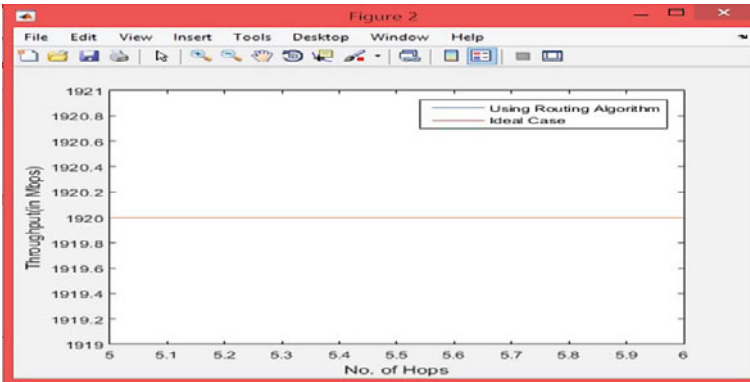 Figure 2
File Edit View Insert Tools Desktop Window Help
1921
1920.8
1920.6
1920.4
1920.2
1920
1919.8
1919.6
1919.4
1919.2
1919
Throughput(in Mbps)
Using Routing Algorithm
Ideal Case
5 5.1 5.2 5.3 5.4 5.5 5.6 5.7 5.8 5.9 6
No. of Hops